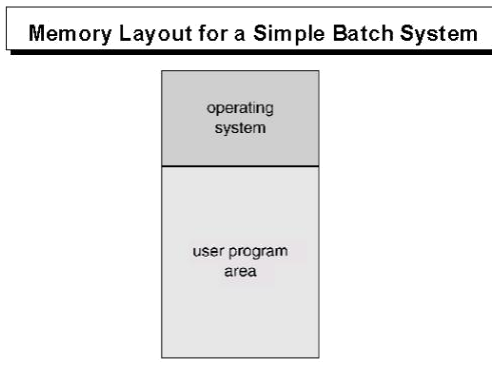 Memory Layout for a Simple Batch System
operating
system
user program
area